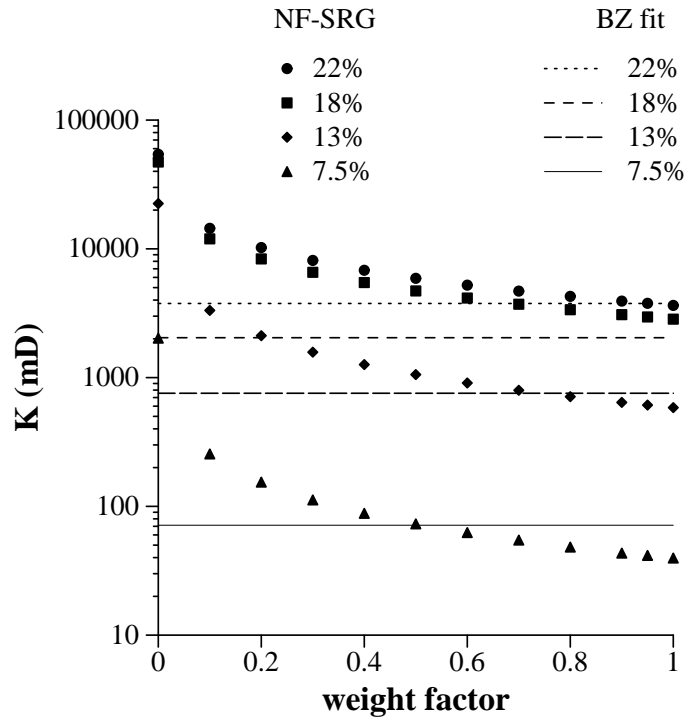 NF-SRG BZ fit
22% 22%
18% 18%
13% 13%
7.5% 7.5%
100000
10000
1000
100
10
K (mD)
0 0.2 0.4 0.6 0.8 1
weight factor